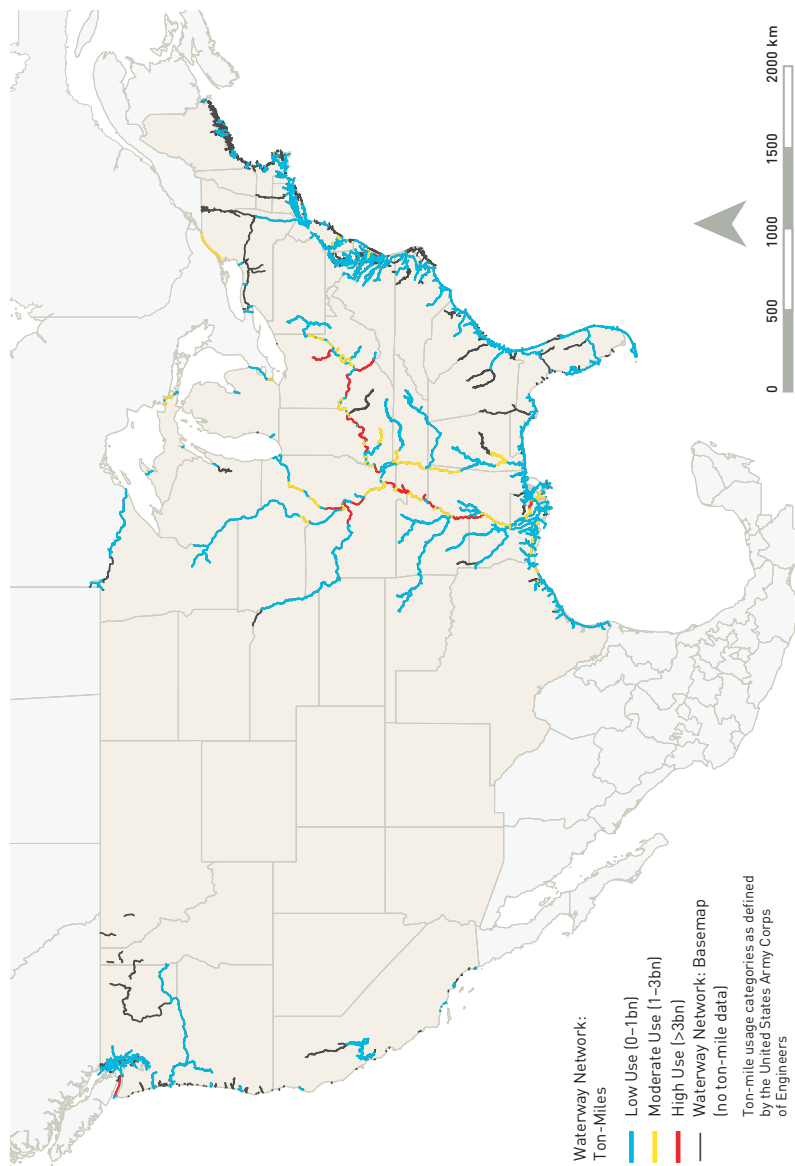 Waterway Network:
Ton-Miles
Low Use (0–1bn)
Moderate Use (1–3bn)
High Use (>3bn)
Waterway Network: Basemap
(no ton-mile data)
Ton-mile usage categories as defined
by the United States Army Corps
of Engineers
0 500 1000 1500 2000 km